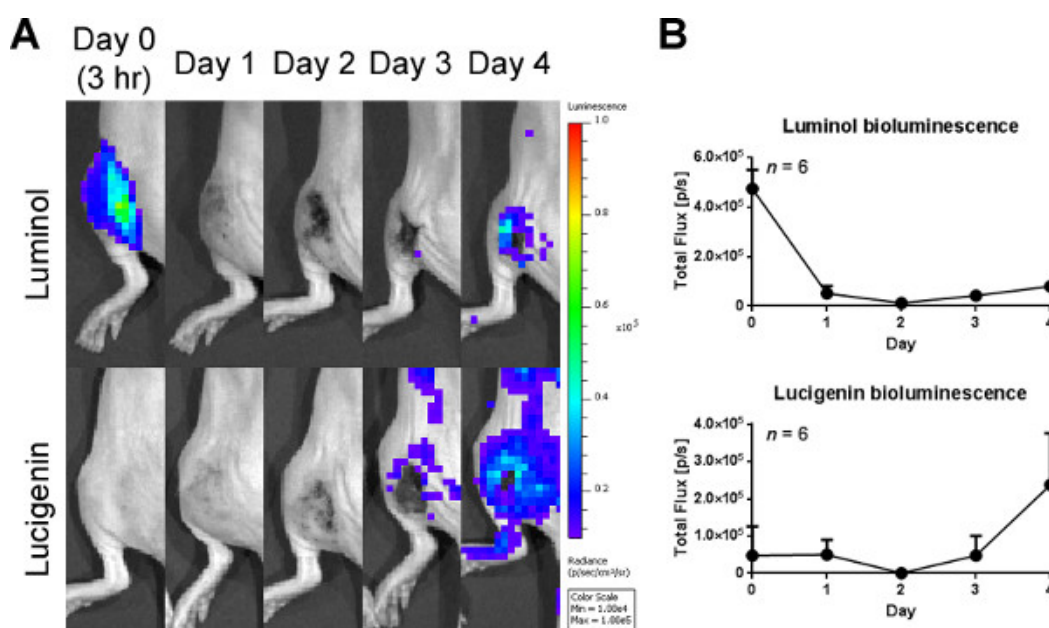 A
Day 0
(3 hr)
Day 1
Day 2
Day 3
Day 4
Luminol
Lucigenin
Luminescence
1.0
0.8
0.6
x10⁵
0.4
0.2
Radiance
(p/sec/cm²/sr)
Color Scale
Min = 1.00e4
Max = 1.00e5
B
Luminol bioluminescence
n = 6
Total Flux [p/s]
6.0×10⁵
4.0×10⁵
2.0×10⁵
0
0 1 2 3 4
Day
Lucigenin bioluminescence
n = 6
Total Flux [p/s]
4.0×10⁵
3.0×10⁵
2.0×10⁵
1.0×10⁵
0
0 1 2 3 4
Day